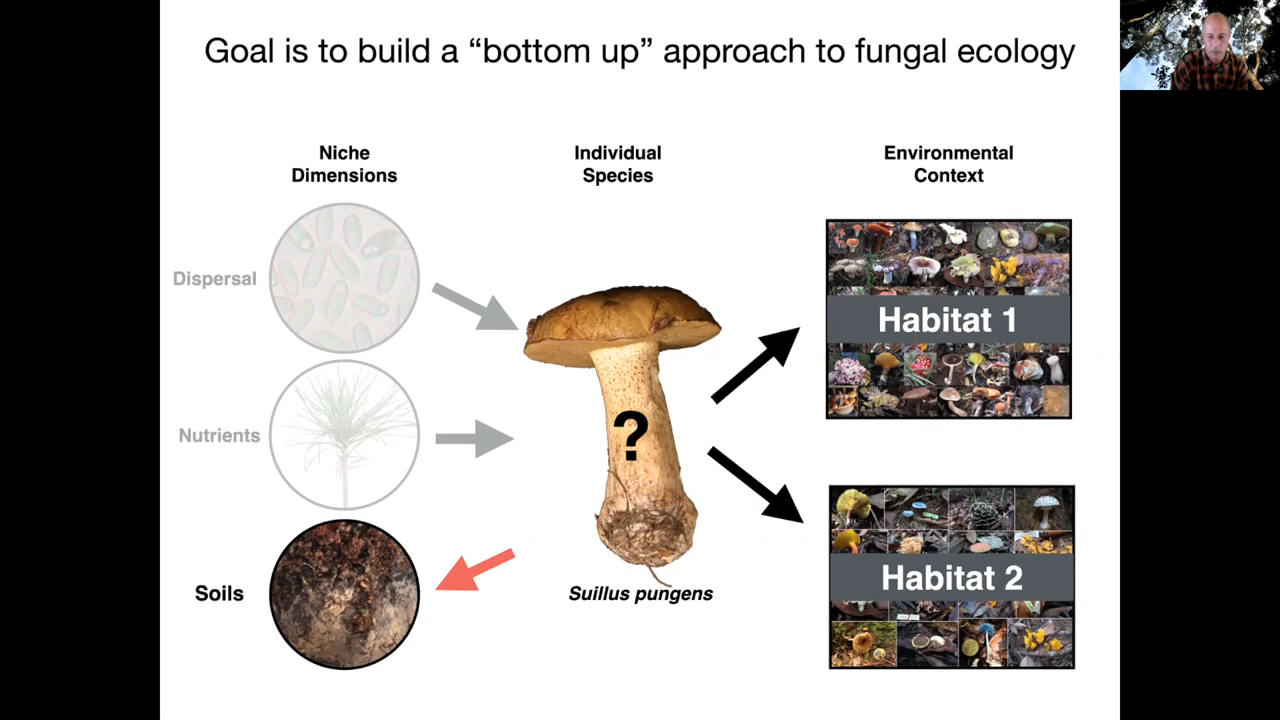 Goal is to build a “bottom up” approach to fungal ecology
Niche
Dimensions
Individual
Species
Environmental
Context
Dispersal
Nutrients
Soils
?
Suillus pungens
Habitat 1
Habitat 2